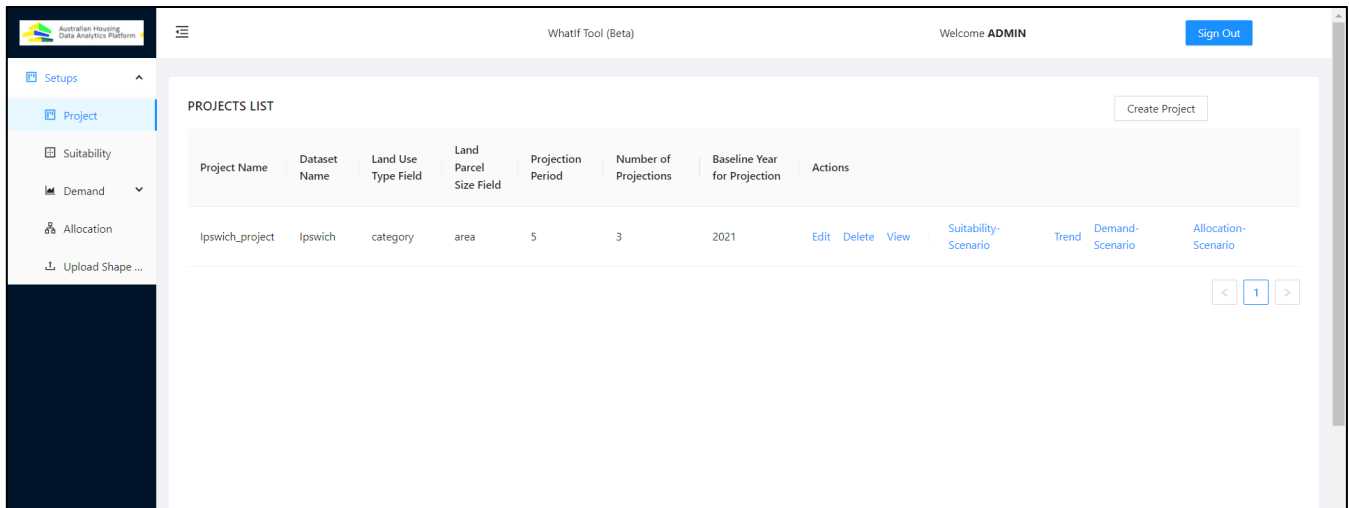 Australian Housing
Data Analytics Platform
WhatIf Tool (Beta)
Welcome ADMIN
Sign Out
Setups
Project
Suitability
Demand
Allocation
Upload Shape ...
PROJECTS LIST
Create Project
Project Name
Dataset
Name
Land Use
Type Field
Land
Parcel
Size Field
Projection
Period
Number of
Projections
Baseline Year
for Projection
Actions
Ipswich_project
Ipswich
category
area
5
3
2021
Edit Delete View
Suitability-
Scenario
Trend
Demand-
Scenario
Allocation-
Scenario
< 1 >